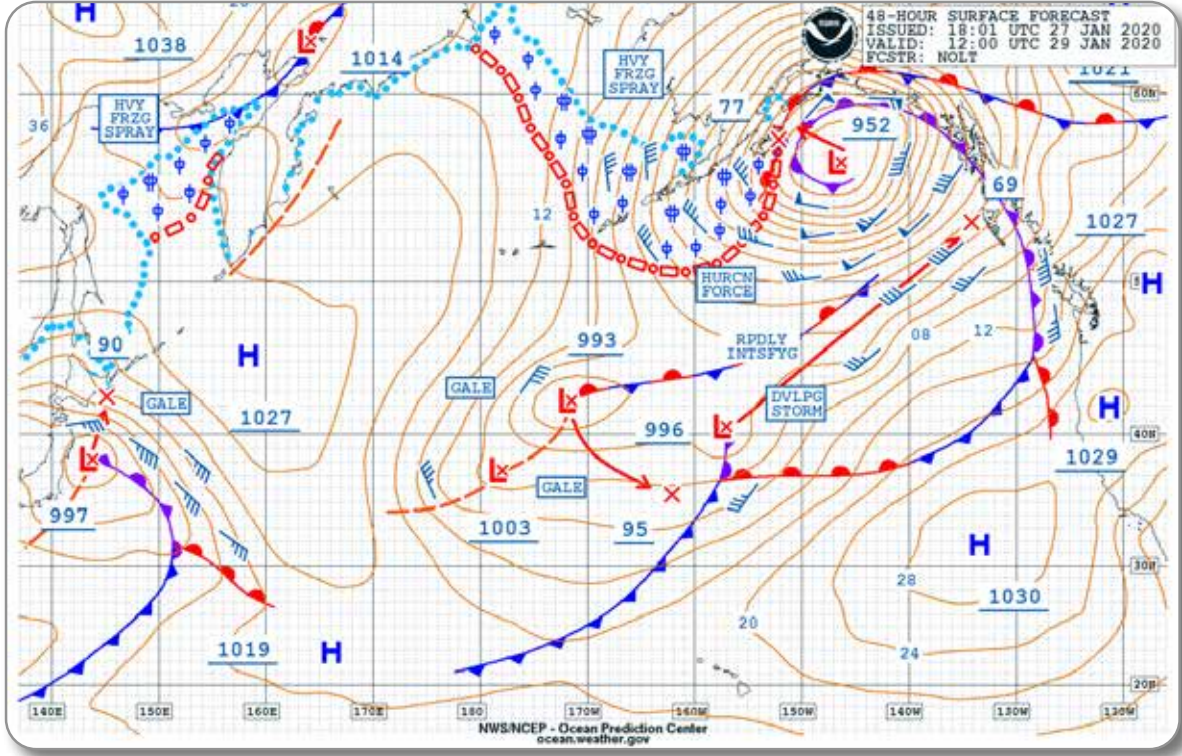 48-HOUR SURFACE FORECAST
ISSUED: 18:01 UTC 27 JAN 2020
VALID: 12:00 UTC 29 JAN 2020
FCSTR: NOLT
H
1038
L
1014
HVY
FRZG
SPRAY
HVY
FRZG
SPRAY
1021
60N
36
77
952
L
69
12
1027
H
HURCN
FORCE
H
90
993
RPDLY
INTSFYG
08
12
GALE
GALE
L
DVLPG
STORM
H
1027
L
996
40N
L
L
1029
997
GALE
1003
95
H
30N
28
1030
20
1019
H
24
20N
140E
150E
160E
170E
180
170W
160W
150W
140W
130W
NWS/NCEP - Ocean Prediction Center
ocean.weather.gov